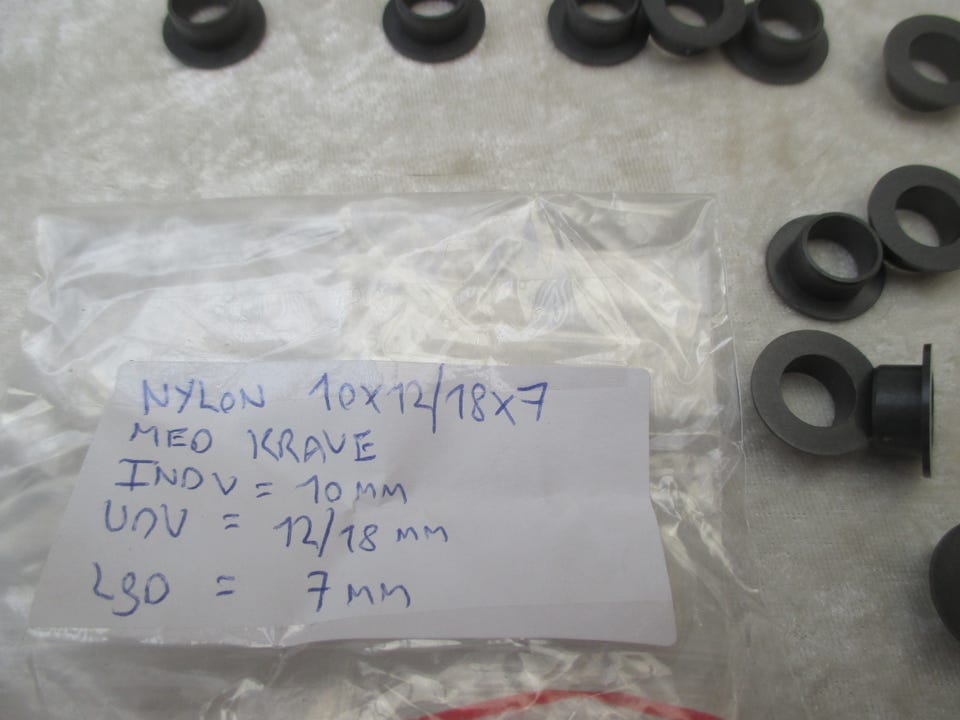 NYLON 10x12/18x7
MED KRAVE
INDV = 10 MM
UDV = 12/18 MM
LGD = 7 MM